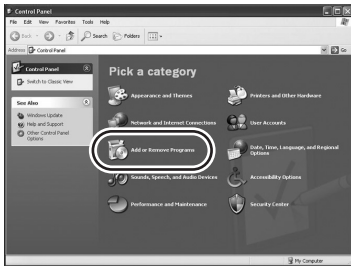 Control Panel
File Edit View Favorites Tools Help
Back Search Folders
Address Control Panel Go
Control Panel
Switch to Classic View
See Also
Windows Update
Help and Support
Other Control Panel
Options
Pick a category
Appearance and Themes
Printers and Other Hardware
Network and Internet Connections
User Accounts
Add or Remove Programs
Date, Time, Language, and Regional
Options
Sounds, Speech, and Audio Devices
Accessibility Options
Performance and Maintenance
Security Center
My Computer